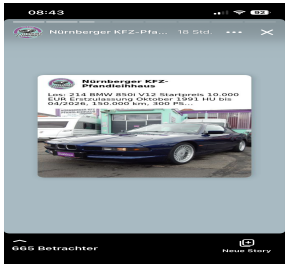 08:43
92
Nürnberger KFZ-Pfa...
18 Std.
Nürnberger KFZ-
Pfandleihhaus
Los: 214 BMW 850i V12 Startpreis 10.000
EUR Erstzulassung Oktober 1991 HU bis
04/2026, 150.000 km, 300 PS...
665 Betrachter
Neue Story